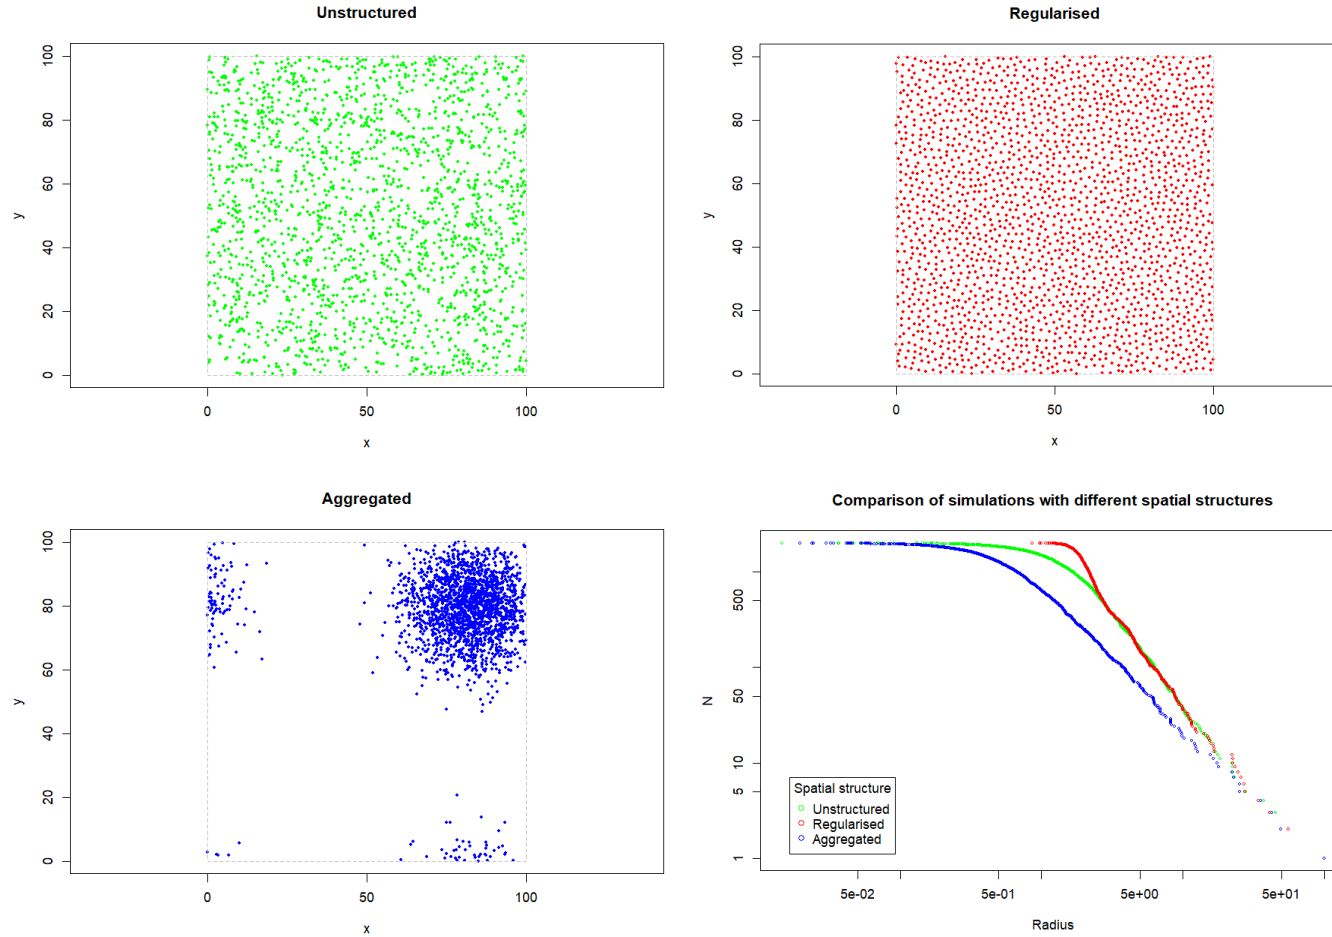 Unstructured
y
0 20 40 60 80 100
0 50 100
x
Regularised
y
0 20 40 60 80 100
0 50 100
x
Aggregated
y
0 20 40 60 80 100
0 50 100
x
Comparison of simulations with different spatial structures
N
1 5 10 50 500
Spatial structure
Unstructured
Regularised
Aggregated
5e-02 5e-01 5e+00 5e+01
Radius